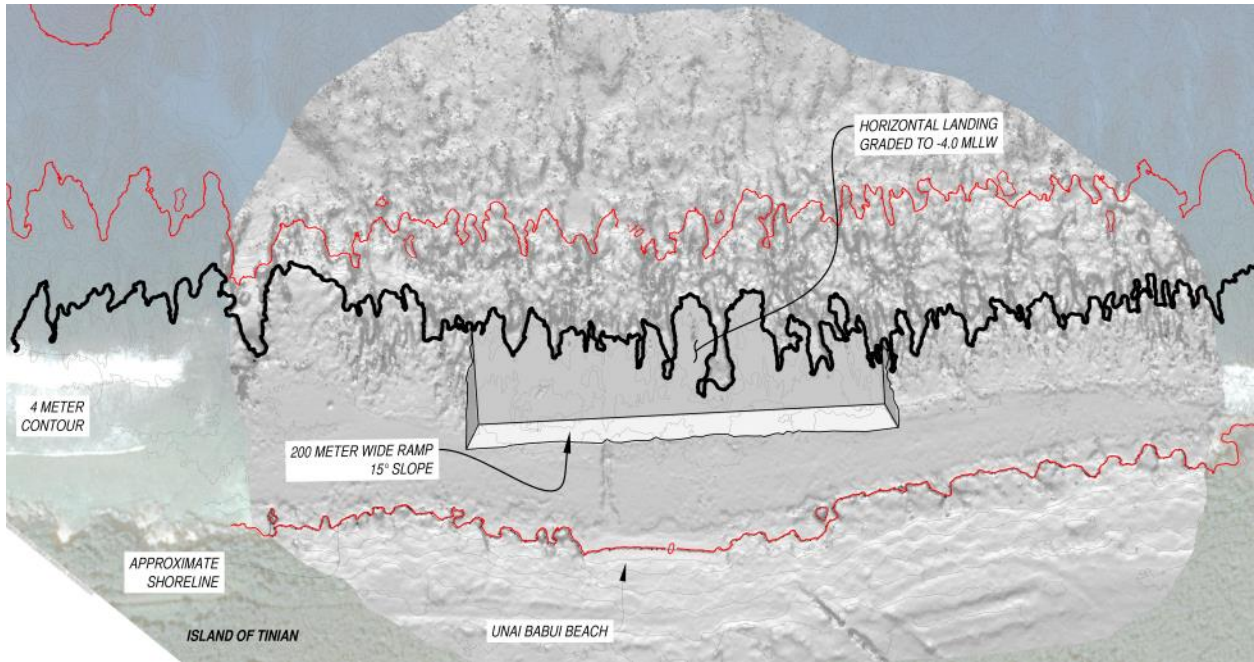 HORIZONTAL LANDING
GRADED TO -4.0 MLLW
4 METER
CONTOUR
200 METER WIDE RAMP
15° SLOPE
APPROXIMATE
SHORELINE
UNAI BABUI BEACH
ISLAND OF TINIAN